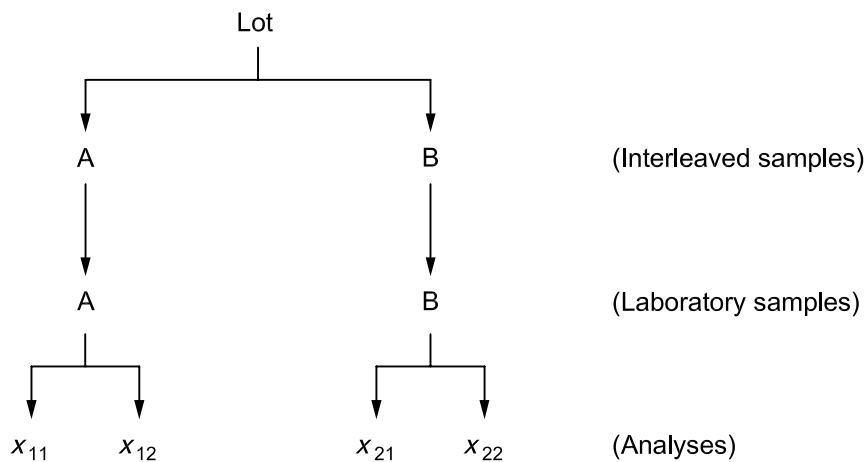 Lot
A B (Interleaved samples)
A B (Laboratory samples)
x11 x12 x21 x22 (Analyses)